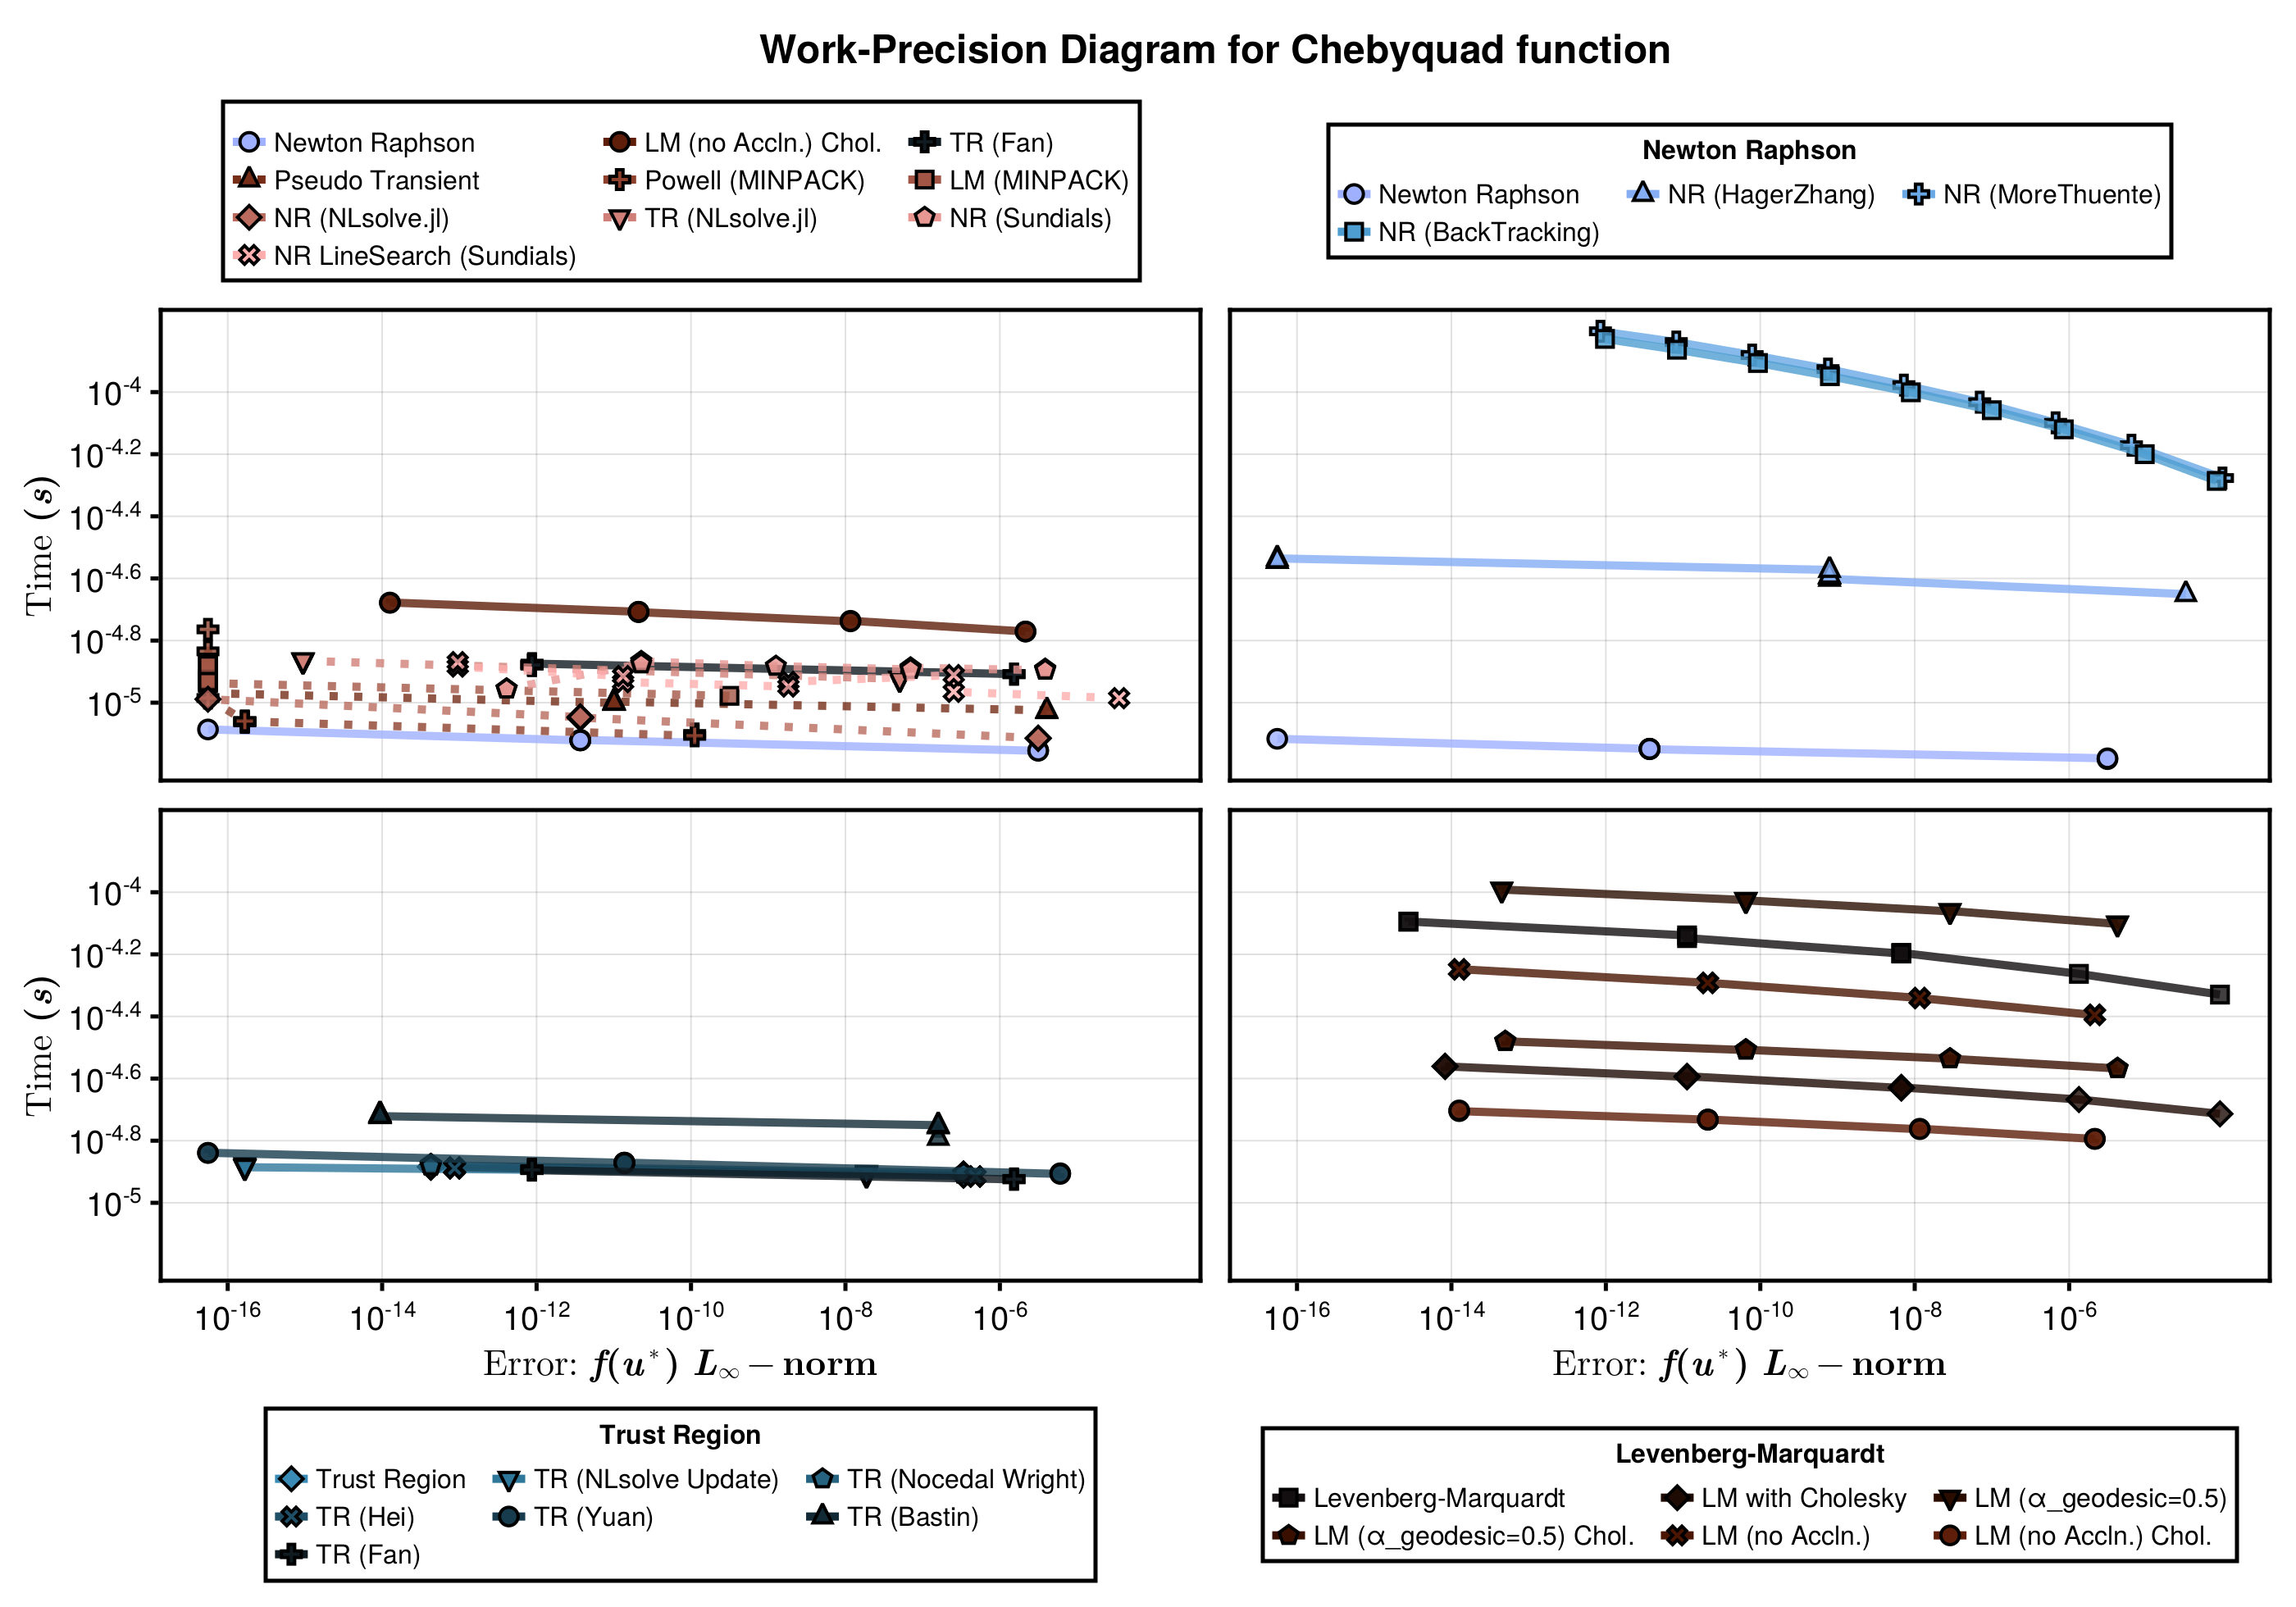 Work-Precision Diagram for Chebyquad function
Newton Raphson LM (no Accln.) Chol. TR (Fan)
Pseudo Transient Powell (MINPACK) LM (MINPACK)
NR (NLsolve.jl) TR (NLsolve.jl) NR (Sundials)
NR LineSearch (Sundials)
Newton Raphson
Newton Raphson NR (HagerZhang) NR (MoreThuente)
NR (BackTracking)
Time (s)
10^-4
10^-4.2
10^-4.4
10^-4.6
10^-4.8
10^-5
Time (s)
10^-4
10^-4.2
10^-4.4
10^-4.6
10^-4.8
10^-5
10^-16 10^-14 10^-12 10^-10 10^-8 10^-6
Error: f(u*) L∞ − norm
10^-16 10^-14 10^-12 10^-10 10^-8 10^-6
Error: f(u*) L∞ − norm
Trust Region
Trust Region TR (NLsolve Update) TR (Nocedal Wright)
TR (Hei) TR (Yuan) TR (Bastin)
TR (Fan)
Levenberg-Marquardt
Levenberg-Marquardt LM with Cholesky LM (α_geodesic=0.5)
LM (α_geodesic=0.5) Chol. LM (no Accln.) LM (no Accln.) Chol.